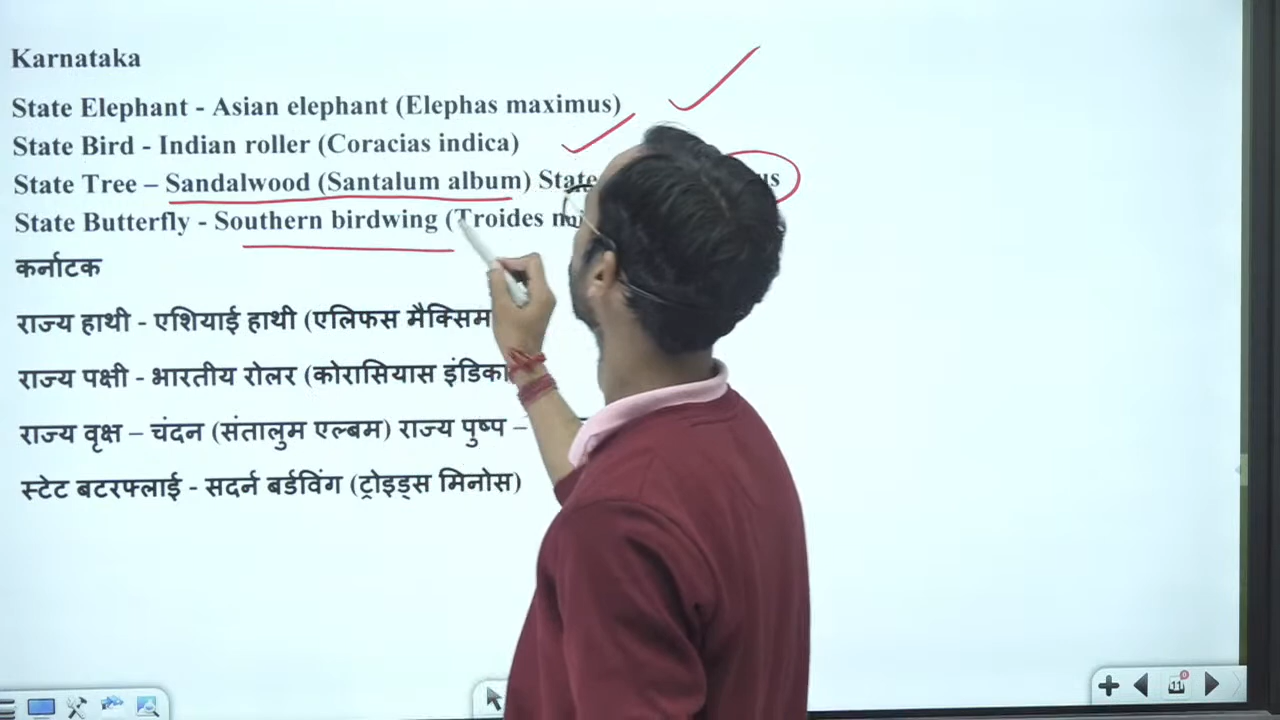 Karnataka
State Elephant - Asian elephant (Elephas maximus)
State Bird - Indian roller (Coracias indica)
State Tree – Sandalwood (Santalum album) State
State Butterfly - Southern birdwing (Troides
कर्नाटक
राज्य हाथी - एशियाई हाथी (एलिफस
राज्य पक्षी - भारतीय रोलर (कोरासियास
राज्य वृक्ष – चंदन (संतालुम एल्बम) राज्य पुष्प –
स्टेट बटरफ्लाई - सदर्न बर्डविंग (ट्रोइड्स मिनोस)
11